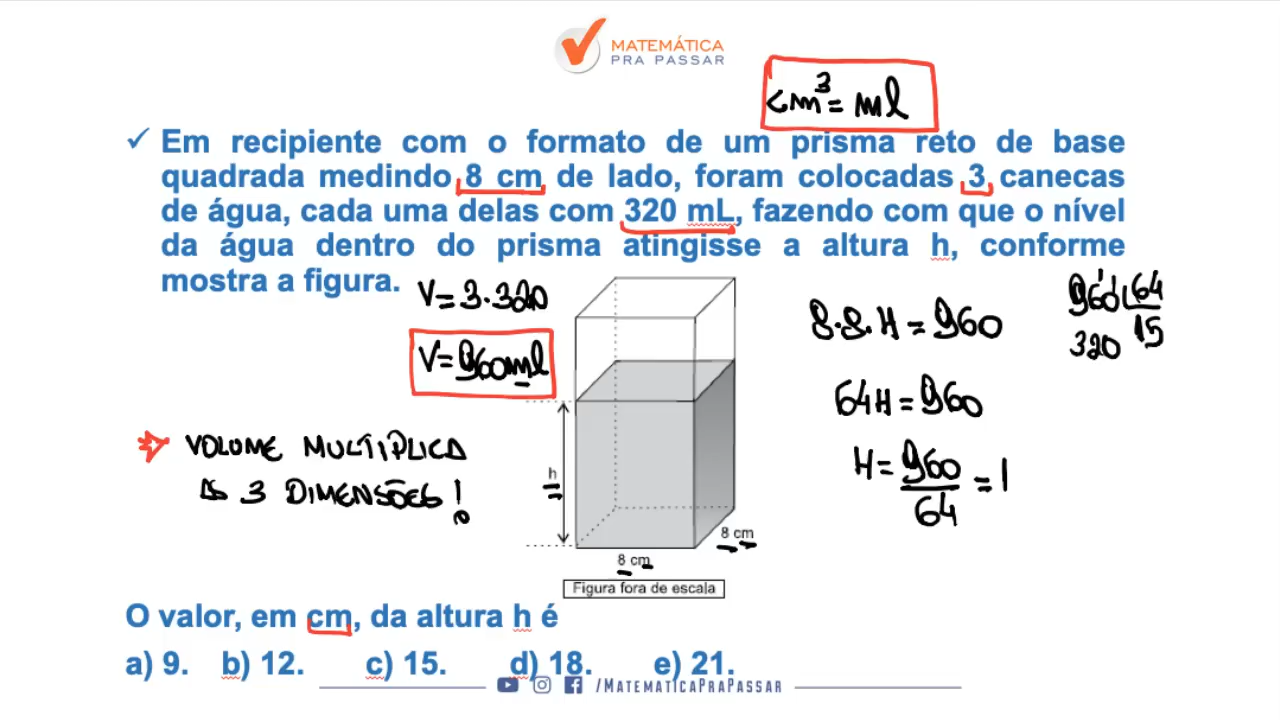 MATEMÁTICA
PRA PASSAR
cm³ = ml
✓ Em recipiente com o formato de um prisma reto de base
quadrada medindo 8 cm de lado, foram colocadas 3 canecas
de água, cada uma delas com 320 mL, fazendo com que o nível
da água dentro do prisma atingisse a altura h, conforme
mostra a figura.
V = 3.320
V = 960ml
VOLUME MULTIPLICA
AS 3 DIMENSÕES!
h
8 cm
8 cm
Figura fora de escala
8.8.H = 960
64H = 960
H = 960/64 = 1
960 64
320 15
O valor, em cm, da altura h é
a) 9. b) 12. c) 15. d) 18. e) 21.
/MATEMATICAPRAPASSAR